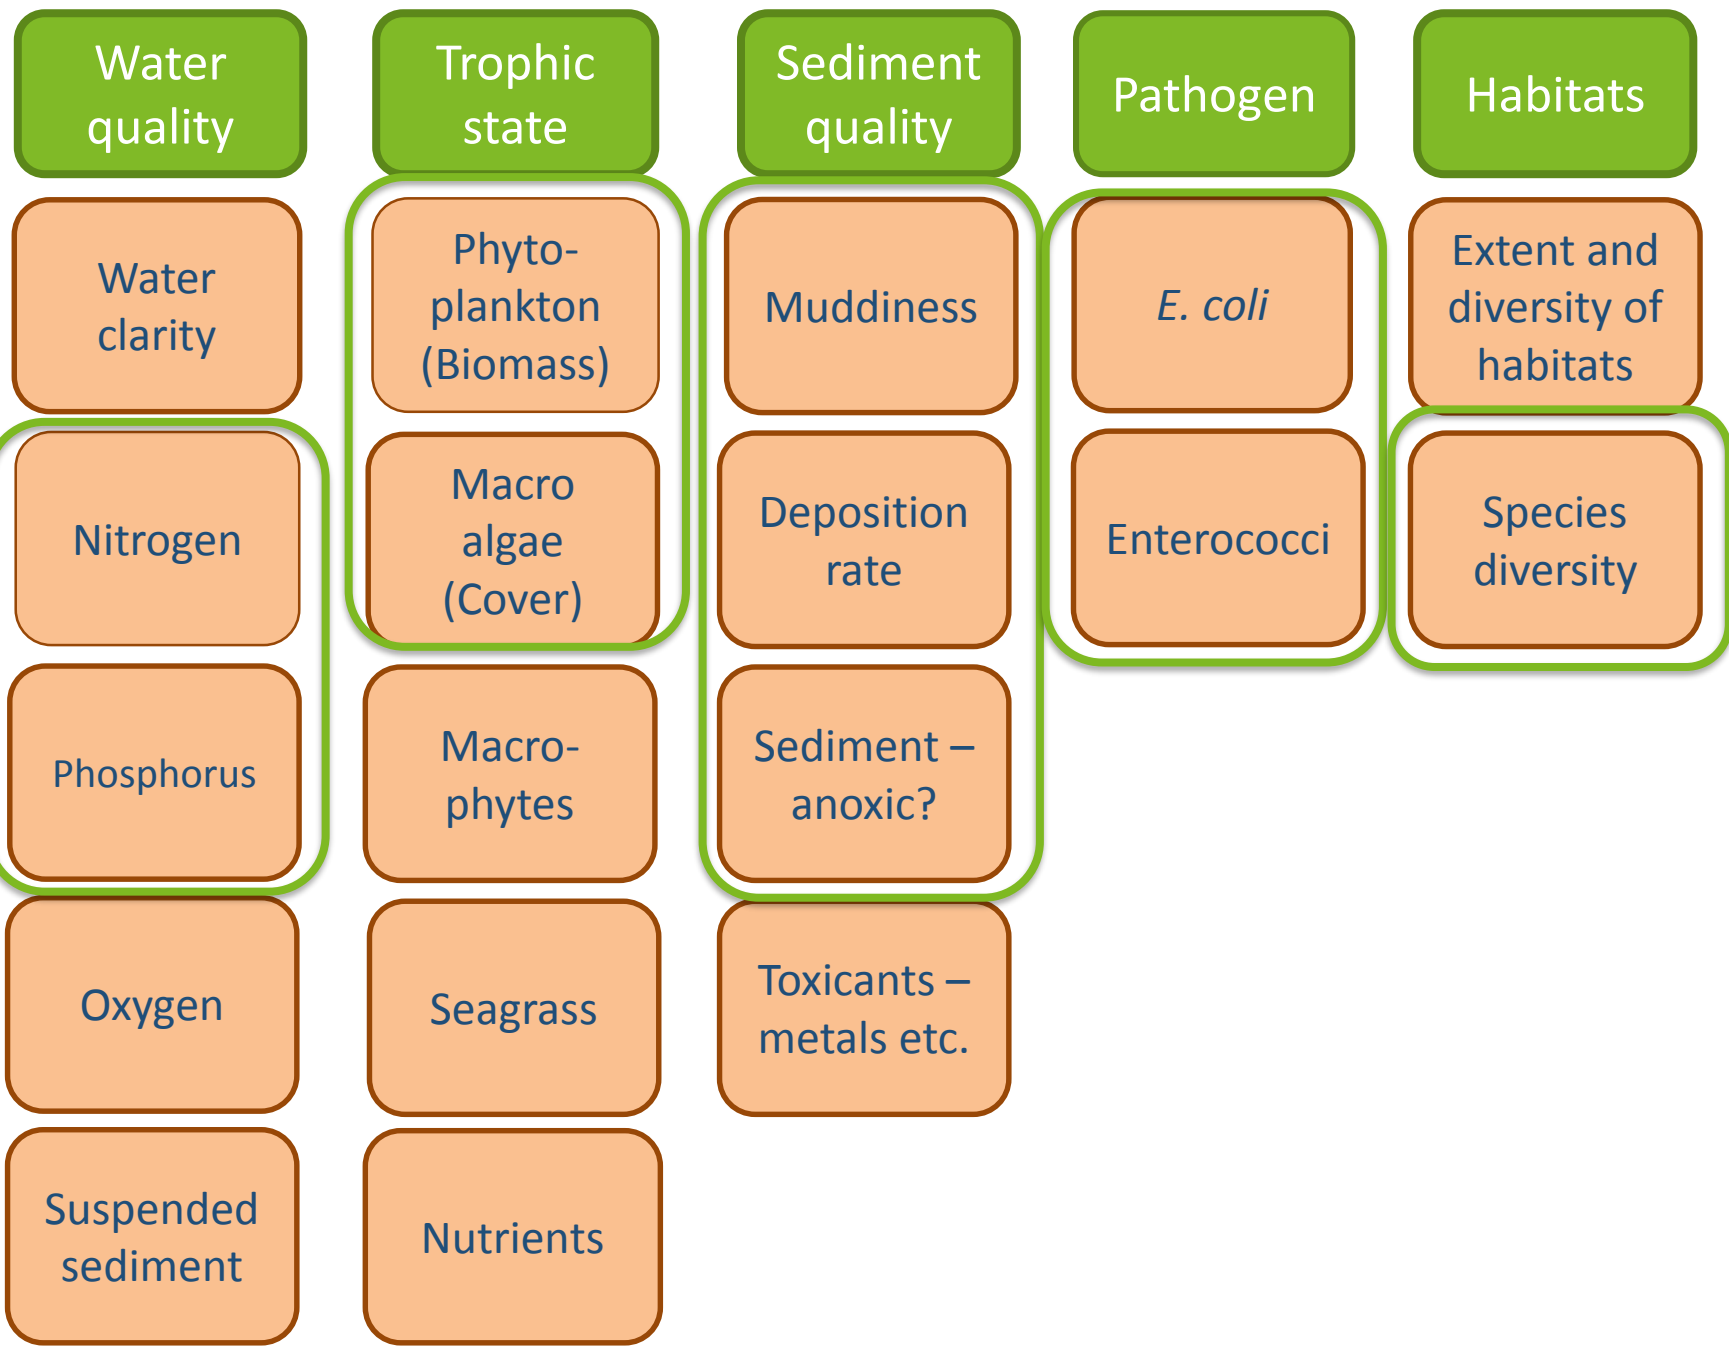 Water
quality
Trophic
state
Sediment
quality
Pathogen
Habitats
Water
clarity
Phyto-
plankton
(Biomass)
Muddiness
E. coli
Extent and
diversity of
habitats
Nitrogen
Macro
algae
(Cover)
Deposition
rate
Enterococci
Species
diversity
Phosphorus
Macro-
phytes
Sediment –
anoxic?
Oxygen
Seagrass
Toxicants –
metals etc.
Suspended
sediment
Nutrients